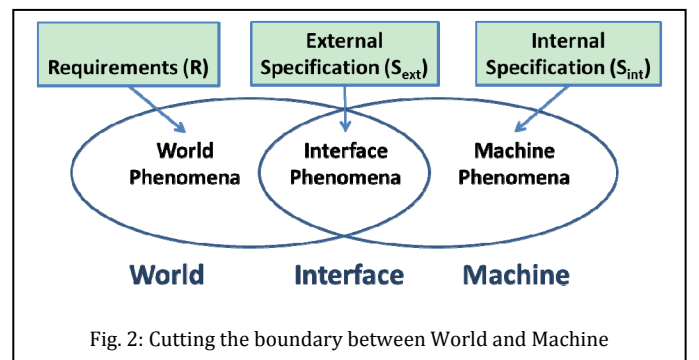 Requirements (R)
External
Specification (Sext)
Internal
Specification (Sint)
World
Phenomena
Interface
Phenomena
Machine
Phenomena
World
Interface
Machine
Fig. 2: Cutting the boundary between World and Machine